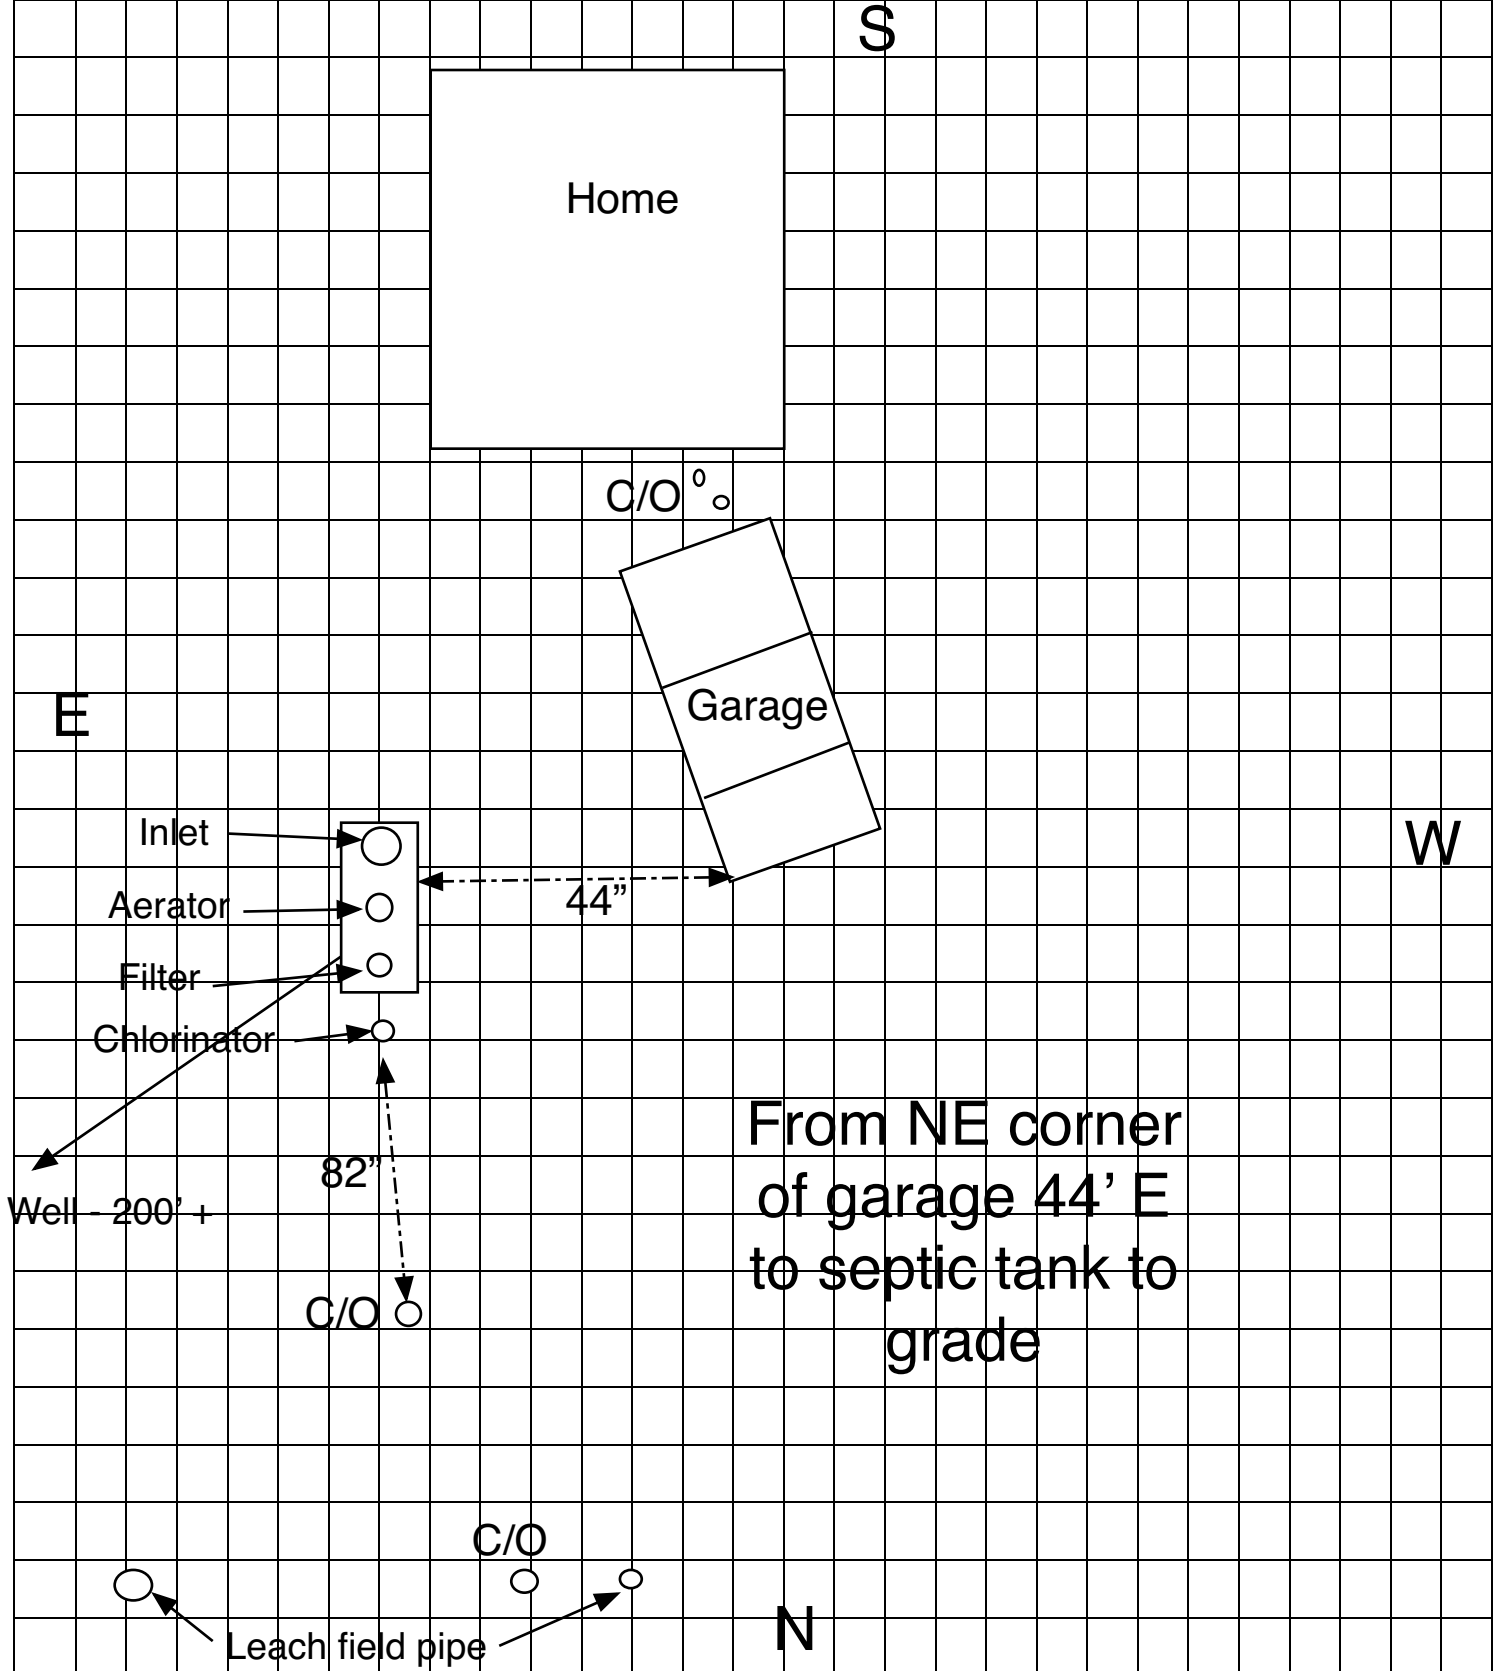 S
Home
C/O
Garage
E
Inlet
W
44”
Aerator
Filter
Chlorinator
From NE corner
of garage 44’ E
to septic tank to
grade
82”
Well - 200’ +
C/O
C/O
N
Leach field pipe